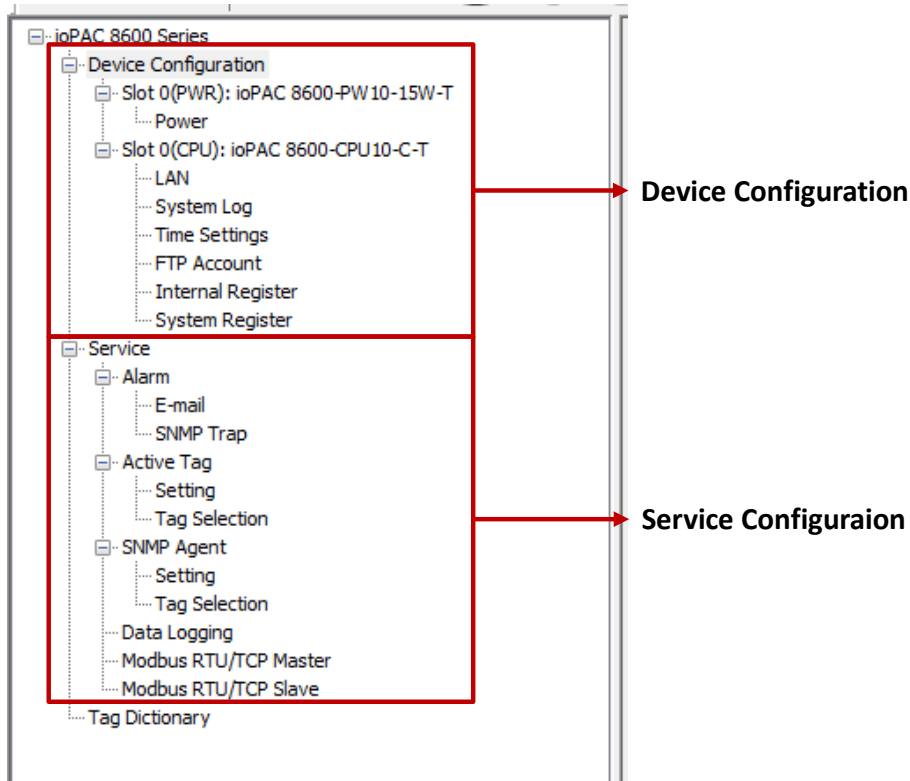 ioPAC 8600 Series
Device Configuration
Slot 0(PWR): ioPAC 8600-PW10-15W-T
Power
Slot 0(CPU): ioPAC 8600-CPU10-C-T
LAN
System Log
Time Settings
FTP Account
Internal Register
System Register
Device Configuration
Service
Alarm
E-mail
SNMP Trap
Active Tag
Setting
Tag Selection
SNMP Agent
Setting
Tag Selection
Data Logging
Modbus RTU/TCP Master
Modbus RTU/TCP Slave
Service Configuraion
Tag Dictionary